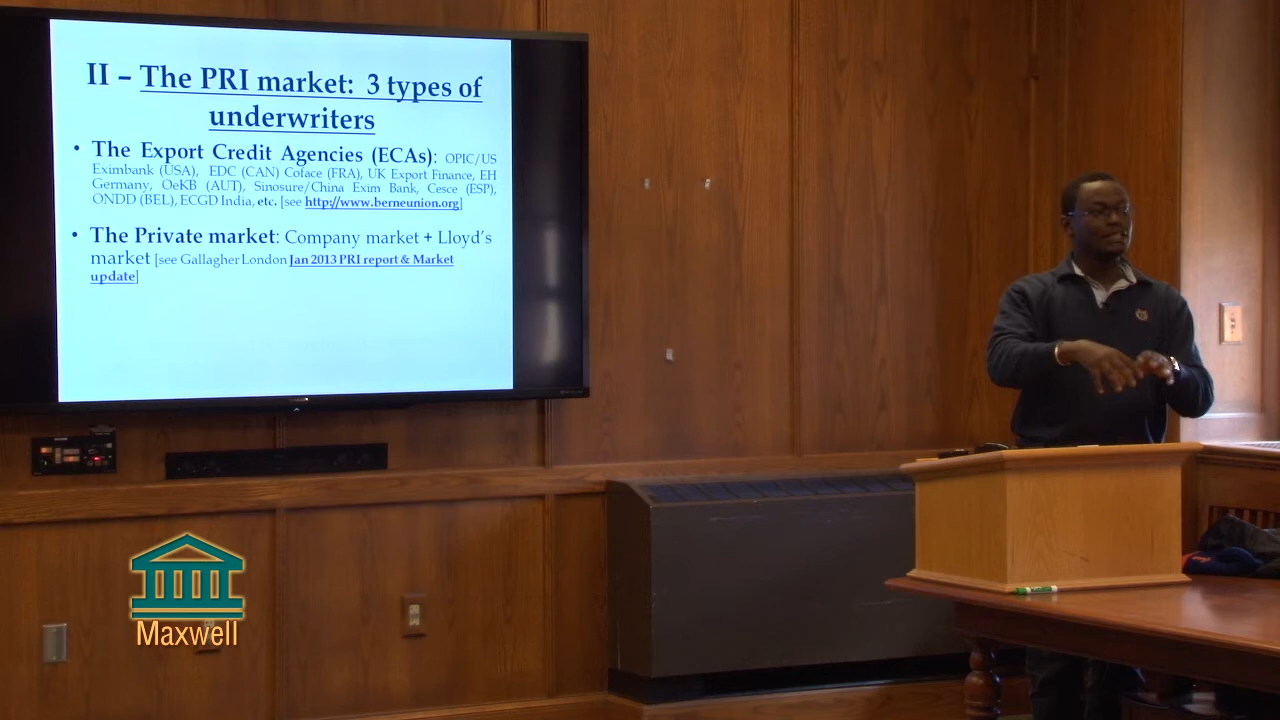 II – The PRI market:  3 types of
underwriters
• The Export Credit Agencies (ECAs): OPIC/US
Eximbank (USA),  EDC (CAN) Coface (FRA), UK Export Finance, EH
Germany, OeKB (AUT), Sinosure/China Exim Bank, Cesce (ESP),
ONDD (BEL), ECGD India, etc. [see http://www.berneunion.org]
• The Private market: Company market + Lloyd's
market [see Gallagher London Jan 2013 PRI report & Market
update]
Maxwell